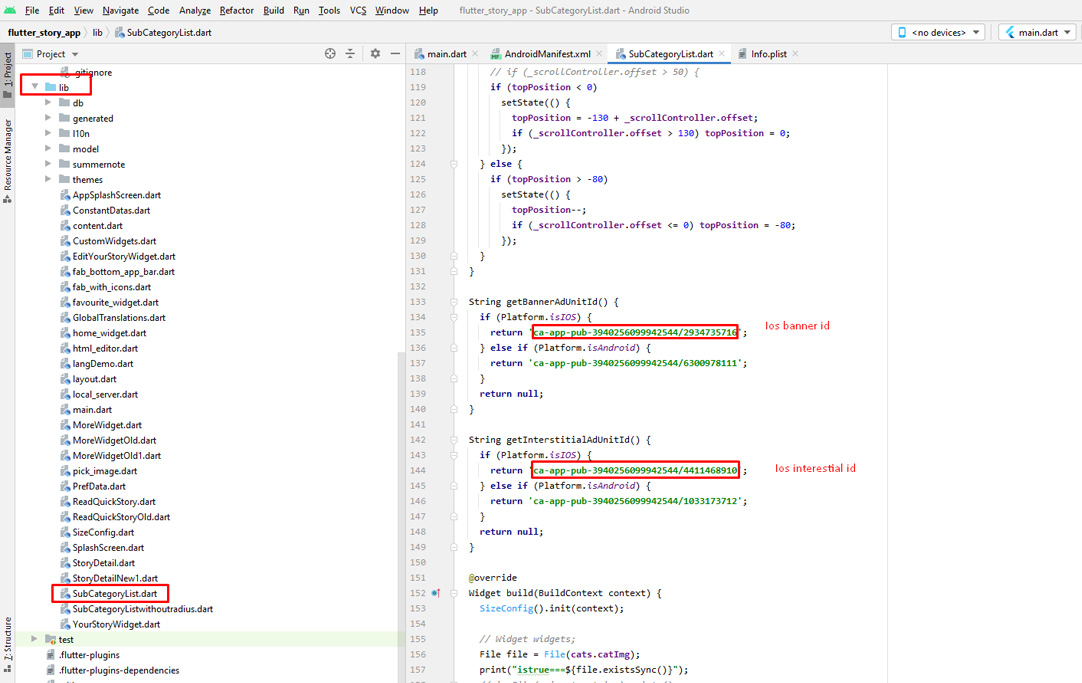 File Edit View Navigate Code Analyze Refactor Build Run Tools VCS Window Help flutter_story_app - SubCategoryList.dart - Android Studio
flutter_story_app lib SubCategoryList.dart <no devices> main.dart
Project main.dart AndroidManifest.xml SubCategoryList.dart Info.plist
1: Project
Resource Manager
7: Structure
.gitignore
lib
db
generated
l10n
model
summernote
themes
AppSplashScreen.dart
ConstantDatas.dart
content.dart
CustomWidgets.dart
EditYourStoryWidget.dart
fab_bottom_app_bar.dart
fab_with_icons.dart
favourite_widget.dart
GlobalTranslations.dart
home_widget.dart
html_editor.dart
langDemo.dart
layout.dart
local_server.dart
main.dart
MoreWidget.dart
MoreWidgetOld.dart
MoreWidgetOld1.dart
pick_image.dart
PrefData.dart
ReadQuickStory.dart
ReadQuickStoryOld.dart
SizeConfig.dart
SplashScreen.dart
StoryDetail.dart
StoryDetailNew1.dart
SubCategoryList.dart
SubCategoryListwithoutradius.dart
YourStoryWidget.dart
test
.flutter-plugins
.flutter-plugins-dependencies
118 // if (_scrollController.offset > 50) {
119 if (topPosition < 0)
120 setState(() {
121 topPosition = -130 + _scrollController.offset;
122 if (_scrollController.offset > 130) topPosition = 0;
123 });
124 } else {
125 if (topPosition > -80)
126 setState(() {
127 topPosition--;
128 if (_scrollController.offset <= 0) topPosition = -80;
129 });
130 }
131 }
132
133 String getBannerAdUnitId() {
134 if (Platform.isIOS) {
135 return 'ca-app-pub-3940256099942544/2934735716'; Ios banner id
136 } else if (Platform.isAndroid) {
137 return 'ca-app-pub-3940256099942544/6300978111';
138 }
139 return null;
140 }
141
142 String getInterstitialAdUnitId() {
143 if (Platform.isIOS) {
144 return 'ca-app-pub-3940256099942544/4411468910'; Ios interestial id
145 } else if (Platform.isAndroid) {
146 return 'ca-app-pub-3940256099942544/1033173712';
147 }
148 return null;
149 }
150
151 @override
152 Widget build(BuildContext context) {
153 SizeConfig().init(context);
154
155 // Widget widgets;
156 File file = File(cats.catImg);
157 print("istrue===${file.existsSync()}");